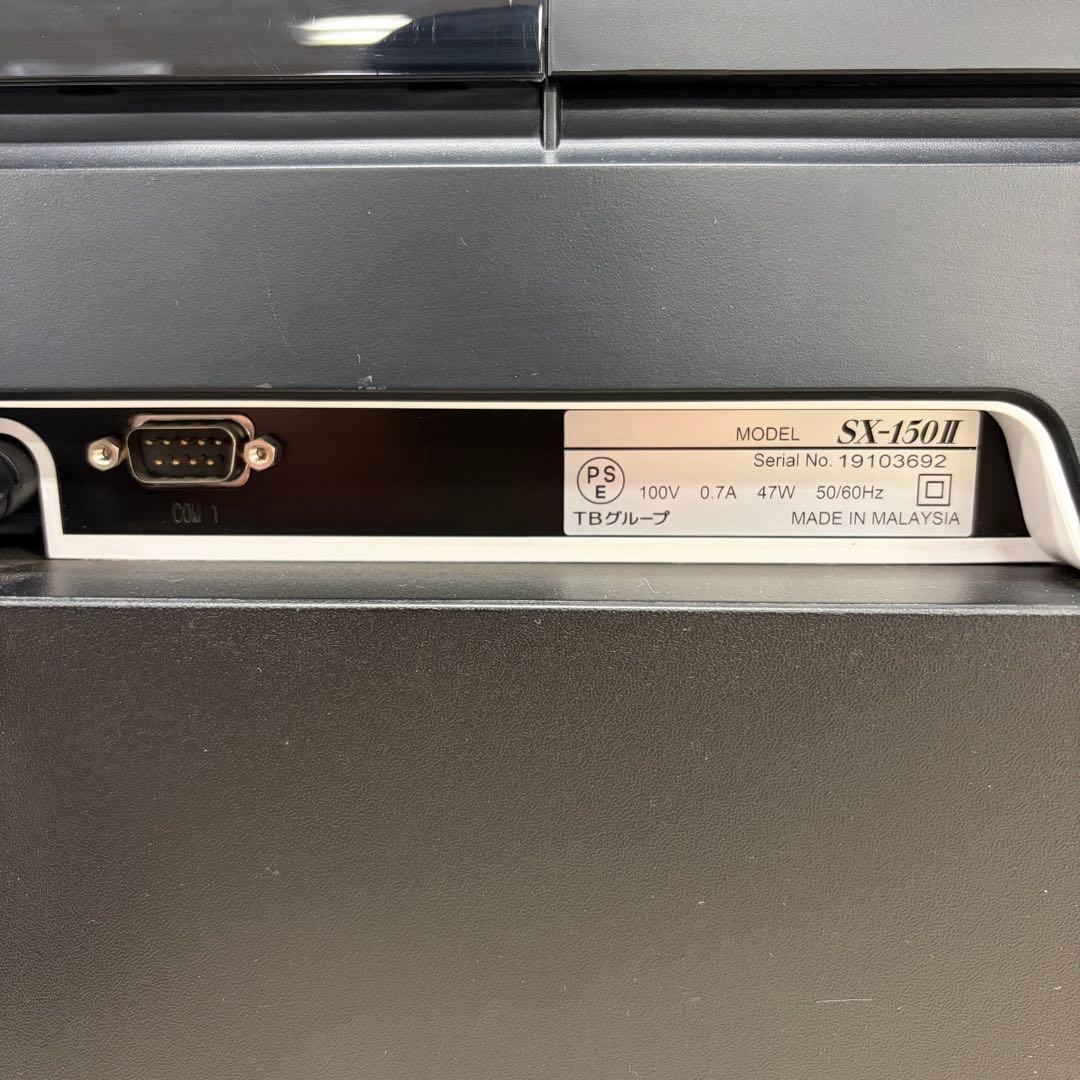 MODEL SX-150Ⅱ
Serial No. 19103692
PSE 100V 0.7A 47W 50/60Hz
TBグループ MADE IN MALAYSIA
COM 1